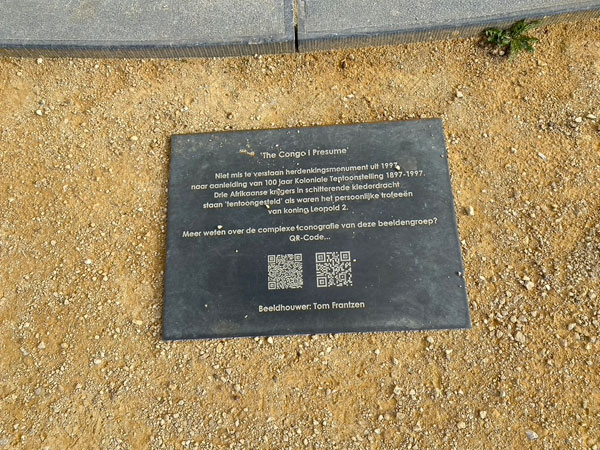 'The Congo I Presume'
Niet mis te verstaan herdenkingsmonument uit 1997
naar aanleiding van 100 jaar Koloniale Tentoonstelling 1897-1997.
Drie Afrikaanse krijgers in schitterende klederdracht
staan 'tentoongesteld' als waren het persoonlijke trofeeën
van koning Leopold 2.
Meer weten over de complexe iconografie van deze beeldengroep?
QR-Code...
Beeldhouwer: Tom Frantzen